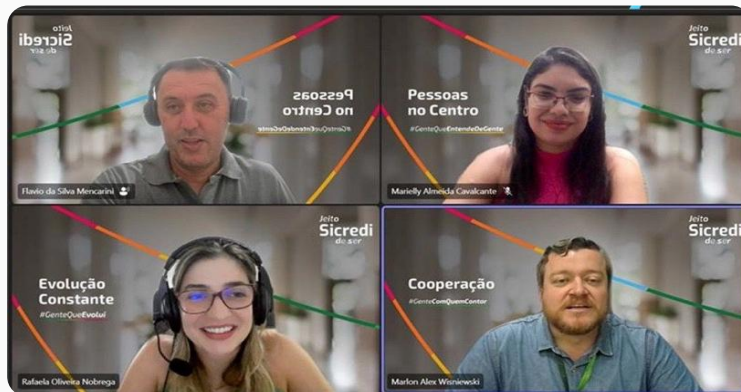 Jeito
Sicredi
de ser
Pessoas
no Centro
#GenteQueEntendeDeGente
Flavio da Silva Mencarini
Jeito
Sicredi
de ser
Pessoas
no Centro
#GenteQueEntendeDeGente
Marielly Almeida Cavalcante
Jeito
Sicredi
de ser
Evolução
Constante
#GenteQueEvolui
Rafaela Oliveira Nobrega
Jeito
Sicredi
de ser
Cooperação
#GenteComQuemContar
Marlon Alex Wisniewski